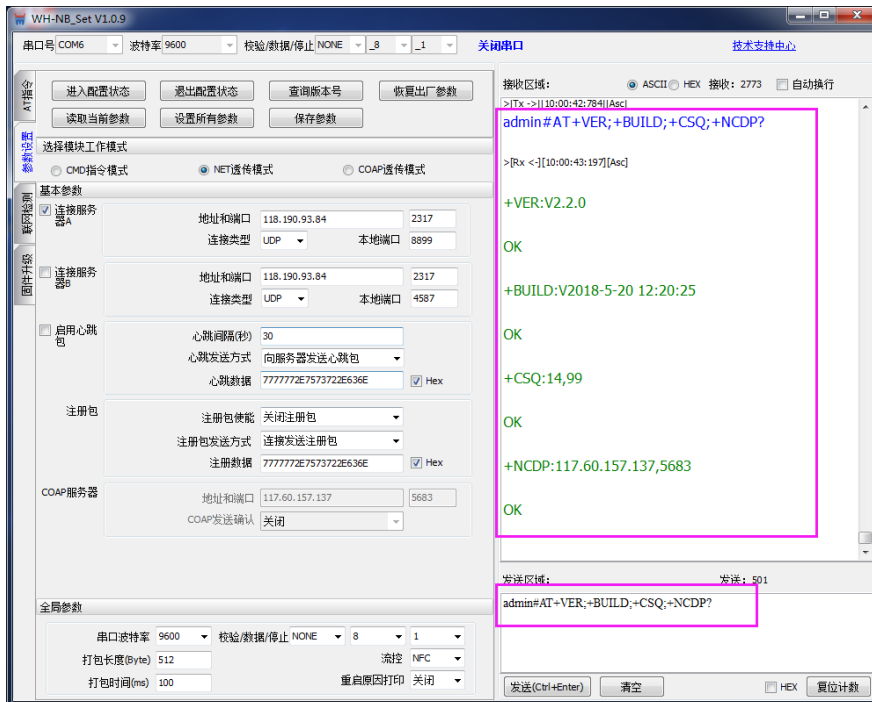 WH-NB_Set V1.0.9
串口号 COM6 波特率 9600 校验/数据/停止 NONE _8 _1 关闭串口 技术支持中心
AT指令
参数设置
联网检测
固件升级
进入配置状态 退出配置状态 查询版本号 恢复出厂参数
读取当前参数 设置所有参数 保存参数
选择模块工作模式
CMD指令模式 NET透传模式 COAP透传模式
基本参数
连接服务器A 地址和端口 118.190.93.84 2317
连接类型 UDP 本地端口 8899
连接服务器B 地址和端口 118.190.93.84 2317
连接类型 UDP 本地端口 4587
启用心跳包 心跳间隔(秒) 30
心跳发送方式 向服务器发送心跳包
心跳数据 7777772E7573722E636E Hex
注册包 注册包使能 关闭注册包
注册包发送方式 连接发送注册包
注册数据 7777772E7573722E636E Hex
COAP服务器 地址和端口 117.60.157.137 5683
COAP发送确认 关闭
全局参数
串口波特率 9600 校验/数据/停止 NONE 8 1
打包长度(Byte) 512 流控 NFC
打包时间(ms) 100 重启原因打印 关闭
接收区域: ASCII HEX 接收: 2773 自动换行
>[Tx ->][10:00:42:784][Asc]
admin#AT+VER;+BUILD;+CSQ;+NCDP?
>[Rx <-][10:00:43:197][Asc]
+VER:V2.2.0
OK
+BUILD:V2018-5-20 12:20:25
OK
+CSQ:14,99
OK
+NCDP:117.60.157.137,5683
OK
发送区域: 发送: 501
admin#AT+VER;+BUILD;+CSQ;+NCDP?
发送(Ctrl+Enter) 清空 HEX 复位计数